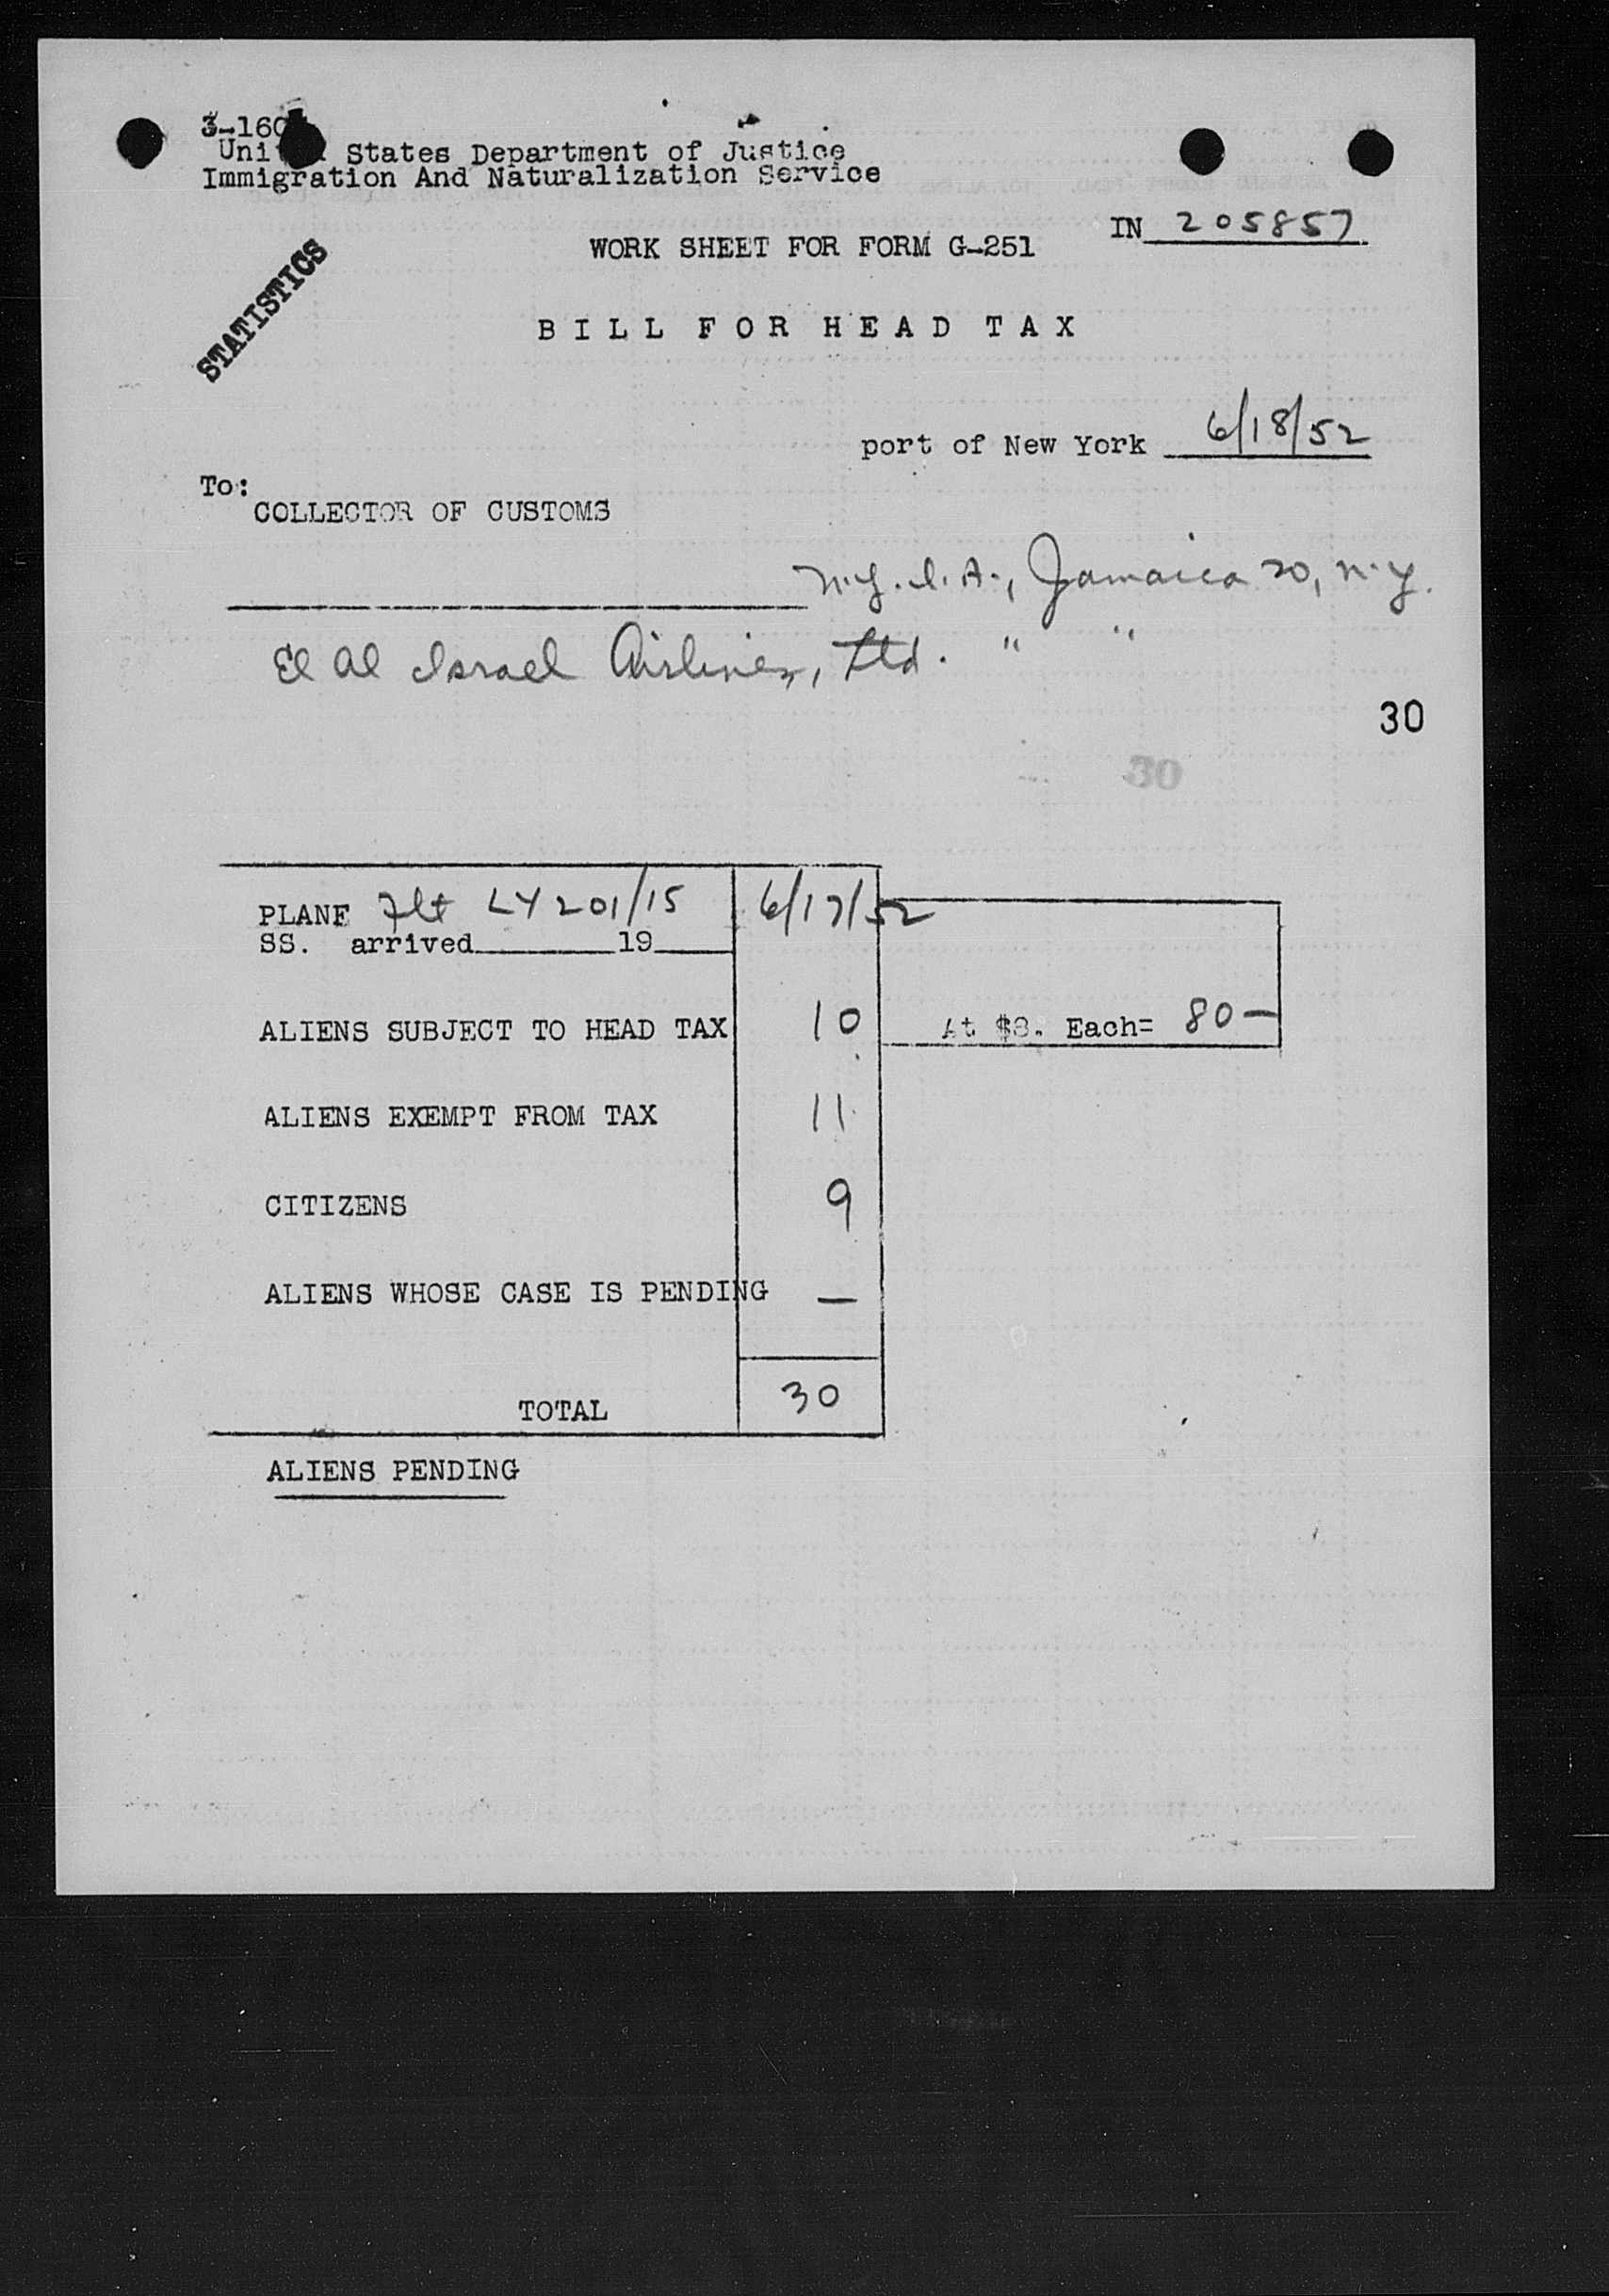 3-160
United States Department of Justice
Immigration And Naturalization Service
IN 205857
WORK SHEET FOR FORM G-251
STATISTICS
BILL FOR HEAD TAX
port of New York 6/18/52
To:
COLLECTOR OF CUSTOMS
N.Y.I.A., Jamaica 20, N.Y.
El Al Israel Airlines, Ltd. " "
30
30
PLANE Flt LY 201/15 6/17/52
SS. arrived 19
ALIENS SUBJECT TO HEAD TAX 10 At $8. Each= 80—
ALIENS EXEMPT FROM TAX 11
CITIZENS 9
ALIENS WHOSE CASE IS PENDING —
TOTAL 30
ALIENS PENDING